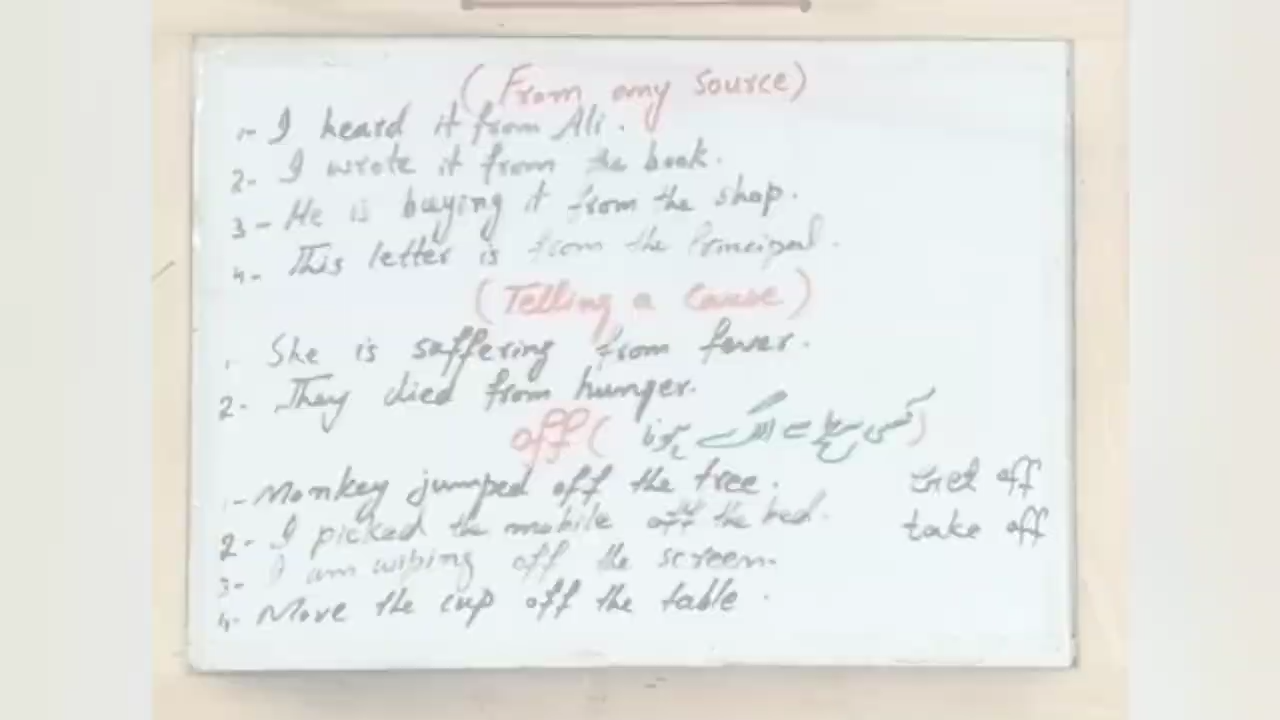 (From any source)
1- I heard it from Ali.
2- I wrote it from the book.
3- He is buying it from the shop.
4- This letter is from the Principal.
(Telling a Cause)
1. She is suffering from fever.
2- They died from hunger.
off ( کسی سطح سے الگ ہونا )
1- Monkey jumped off the tree.
2- I picked the mobile off the bed.
3- I am wibing off the screen.
4- Move the cup off the table.
Get off
take off